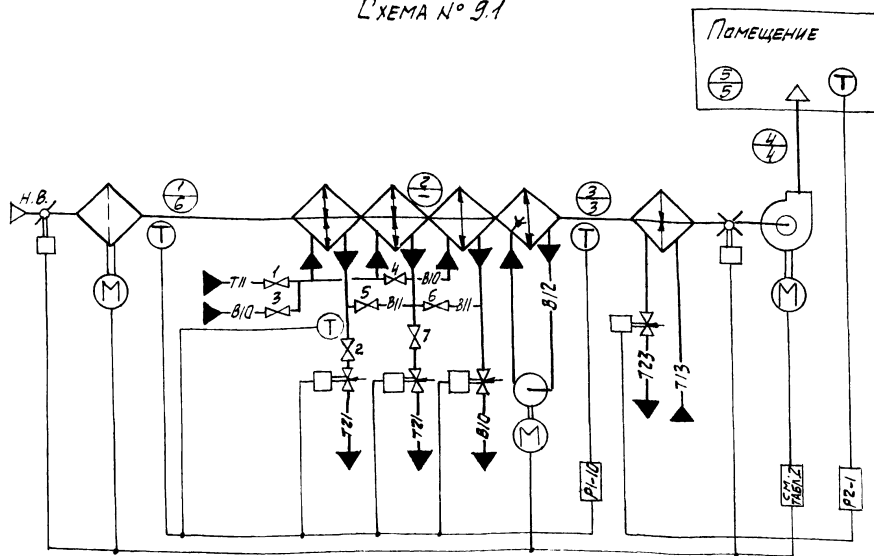 Схема № 9.1
Помещение
5
5
Т
4
4
Н.В.
1
6
2
–
3
3
Т
Т
Т11
1
4
В10
В10
3
5
В11
6
В11
В12
Т
2
7
М
М
М
Т21
Т21
В10
Т23
Т13
Р1-10
см.
табл.2
Р2-1